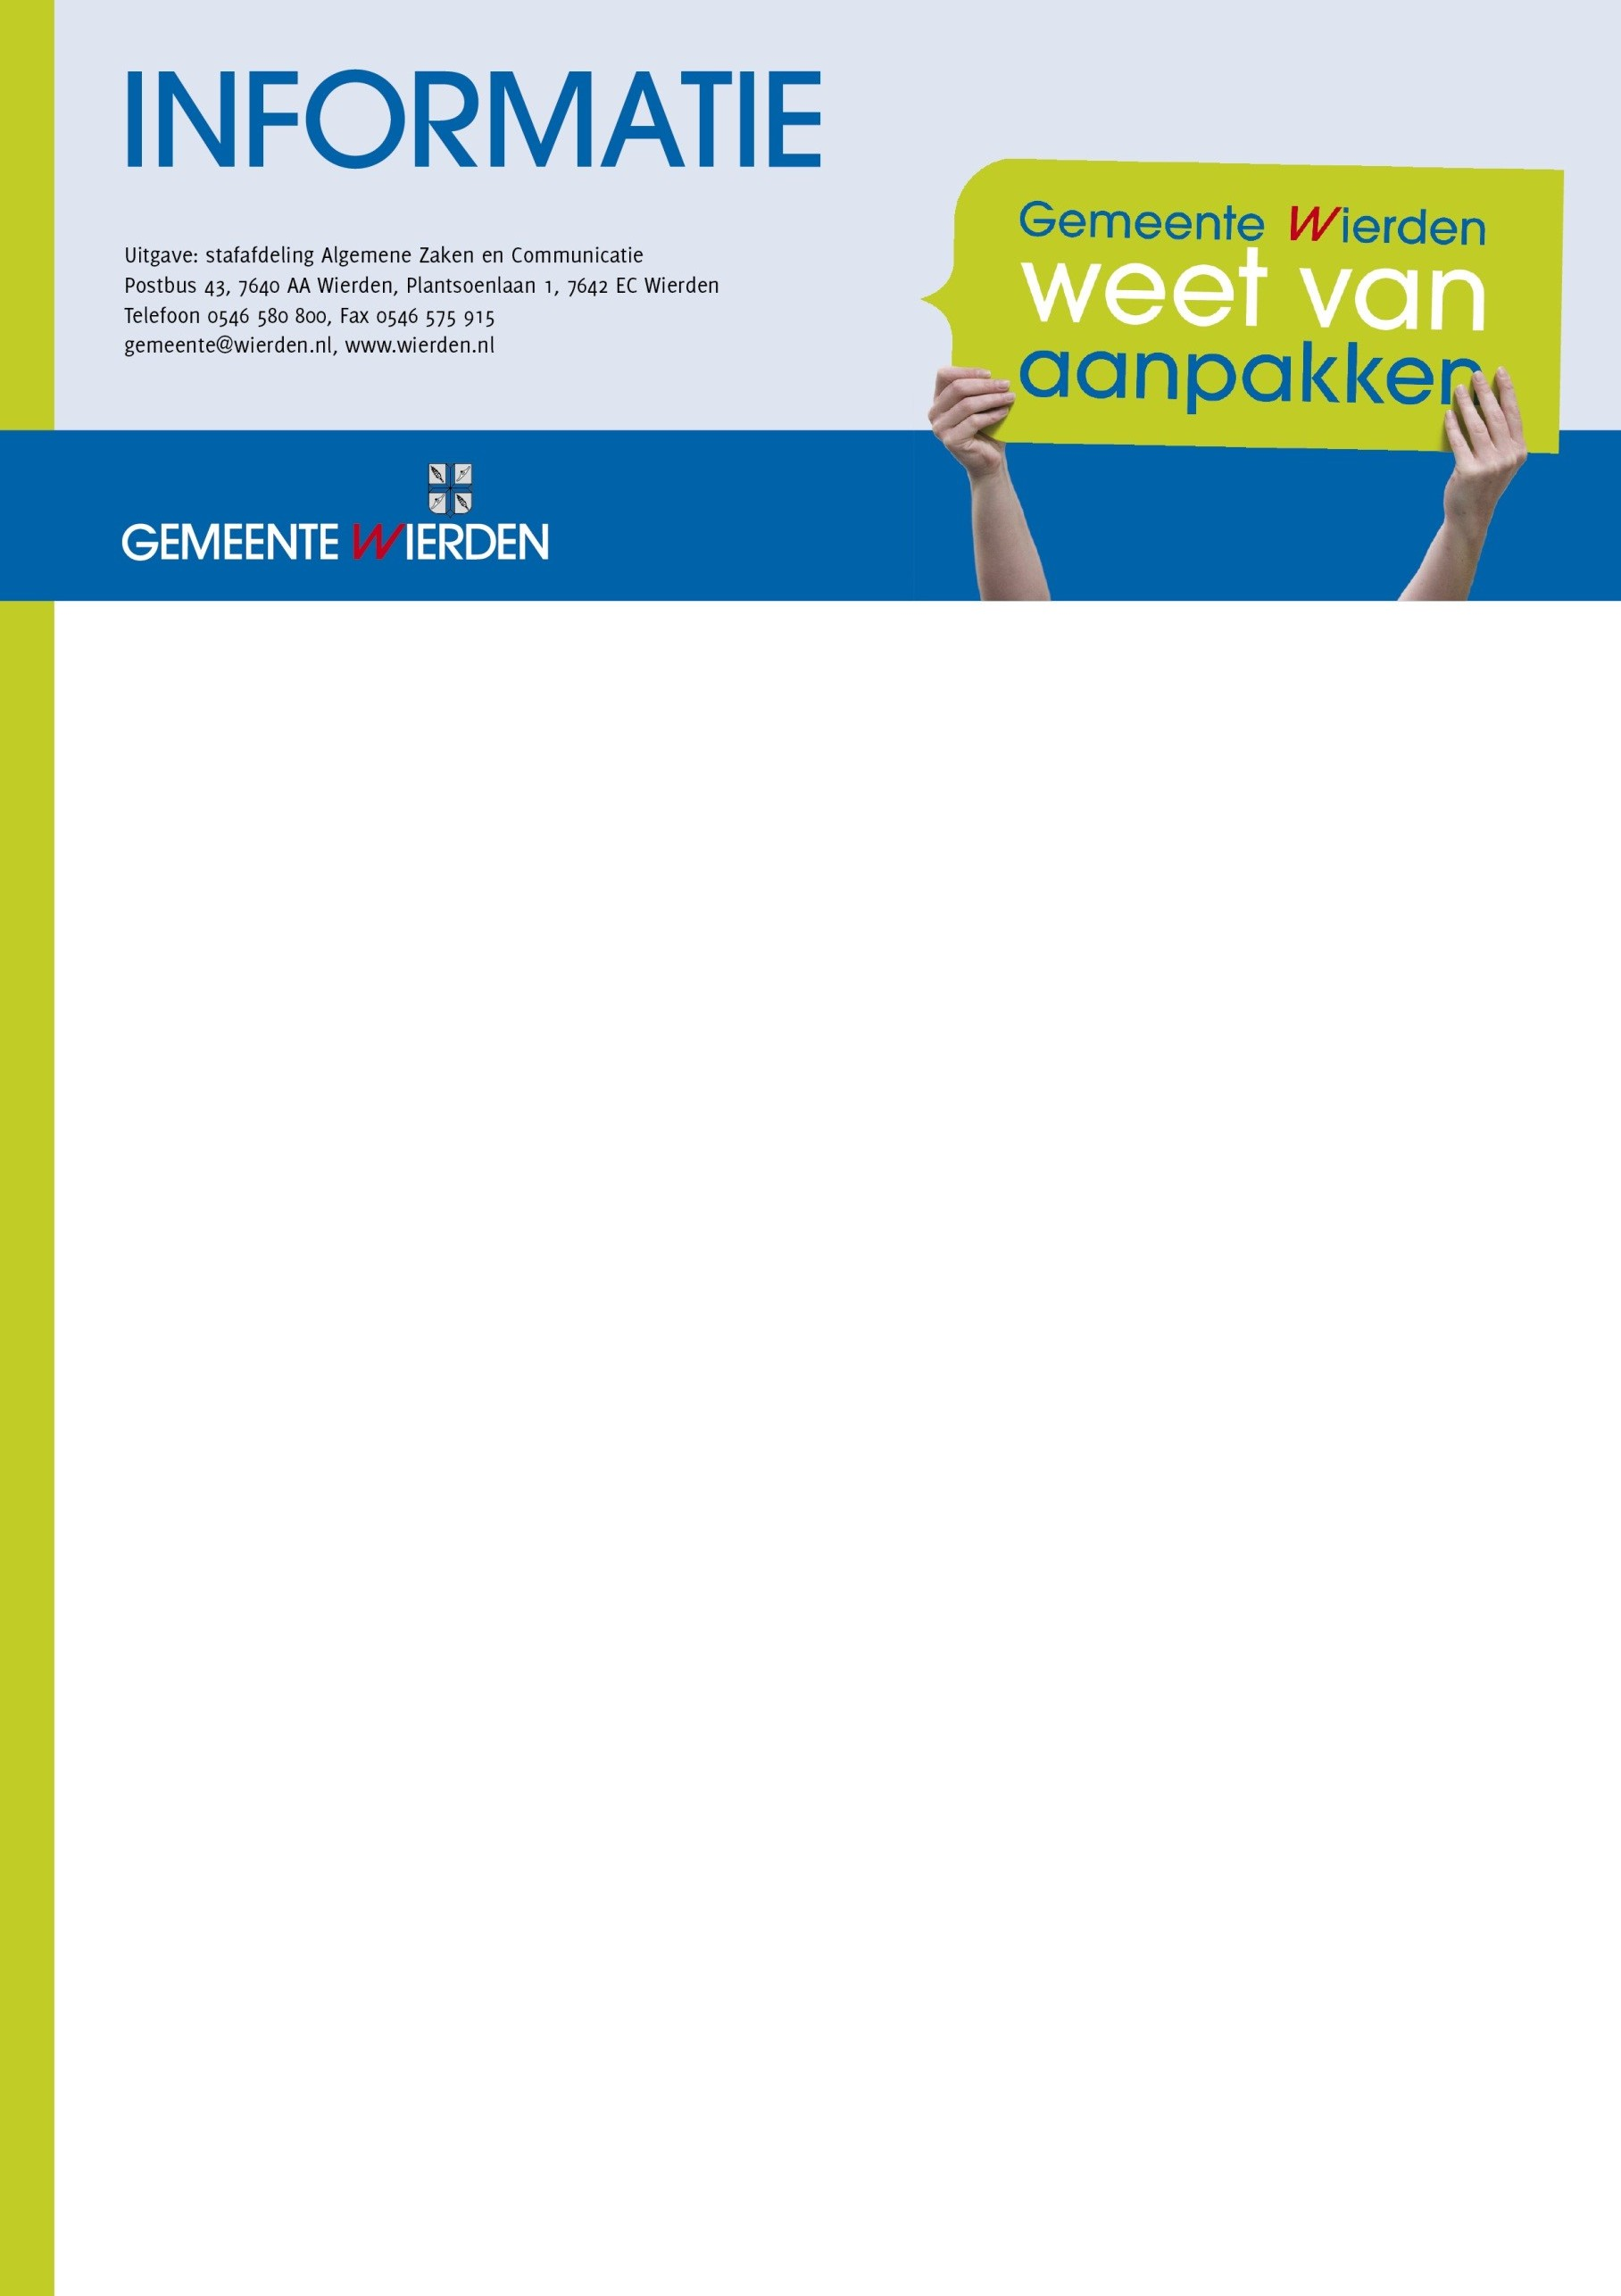 INFORMATIE
Uitgave: stafafdeling Algemene Zaken en Communicatie
Postbus 43, 7640 AA Wierden, Plantsoenlaan 1, 7642 EC Wierden
Telefoon 0546 580 800, Fax 0546 575 915
gemeente@wierden.nl, www.wierden.nl
Gemeente Wierden
weet van
aanpakken
GEMEENTE WIERDEN